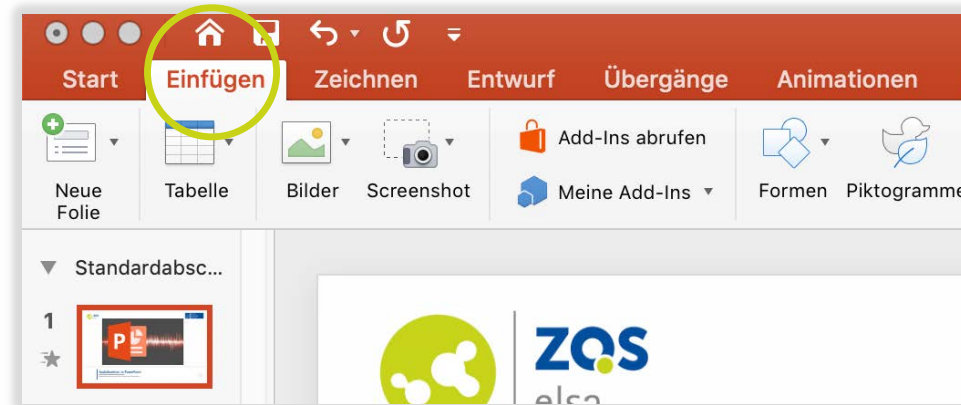 Start Einfügen Zeichnen Entwurf Übergänge Animationen
Add-Ins abrufen
Meine Add-Ins
Neue Folie Tabelle Bilder Screenshot Formen Piktogramme
Standardabsc...
1
P
ZQS
elsa